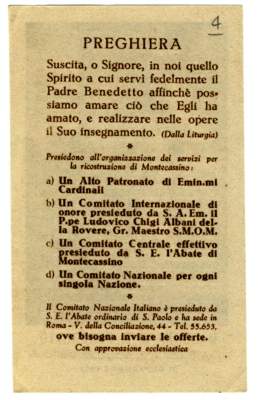 4
PREGHIERA
Suscita, o Signore, in noi quello
Spirito a cui servì fedelmente il
Padre Benedetto affinchè pos-
siamo amare ciò che Egli ha
amato, e realizzare nelle opere
il Suo insegnamento. (Dalla Liturgia)
*
Presiedono all'organizzazione dei servizi per
la ricostruzione di Montecassino:
a) Un Alto Patronato di Emin.mi
Cardinali
b) Un Comitato Internazionale di
onore presieduto da S. A. Em. il
P.pe Ludovico Chigi Albani del-
la Rovere, Gr. Maestro S.M.O.M.
c) Un Comitato Centrale effettivo
presieduto da S. E. l'Abate di
Montecassino
d) Un Comitato Nazionale per ogni
singola Nazione.
*
Il Comitato Nazionale Italiano è presieduto da
S. E. l'Abate ordinario di S. Paolo e ha sede in
Roma - V. della Conciliazione, 44 - Tel. 55.653.
ove bisogna inviare le offerte.
Con approvazione ecclesiastica